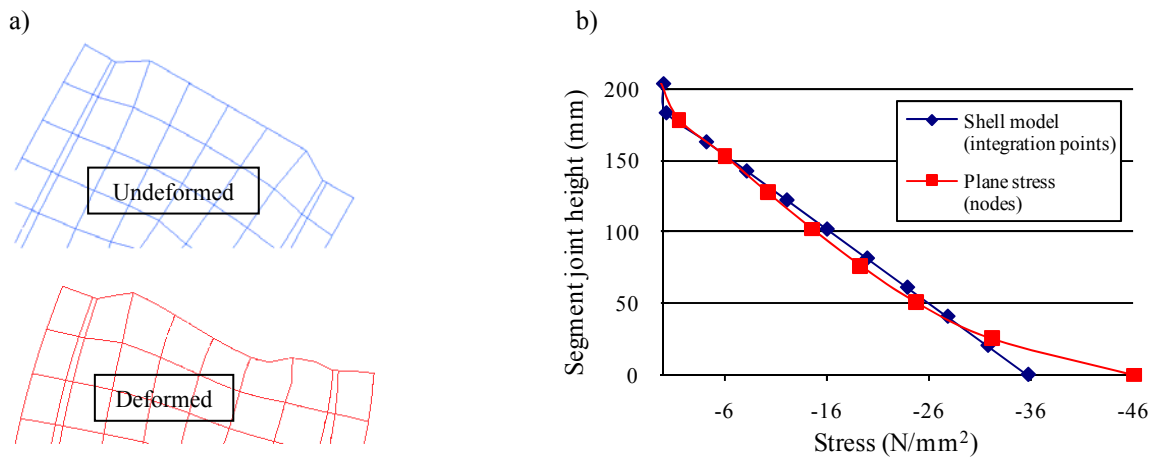 a)
Undeformed
Deformed
b)
Segment joint height (mm)
200
150
100
50
0
Shell model
(integration points)
Plane stress
(nodes)
-6 -16 -26 -36 -46
Stress (N/mm²)